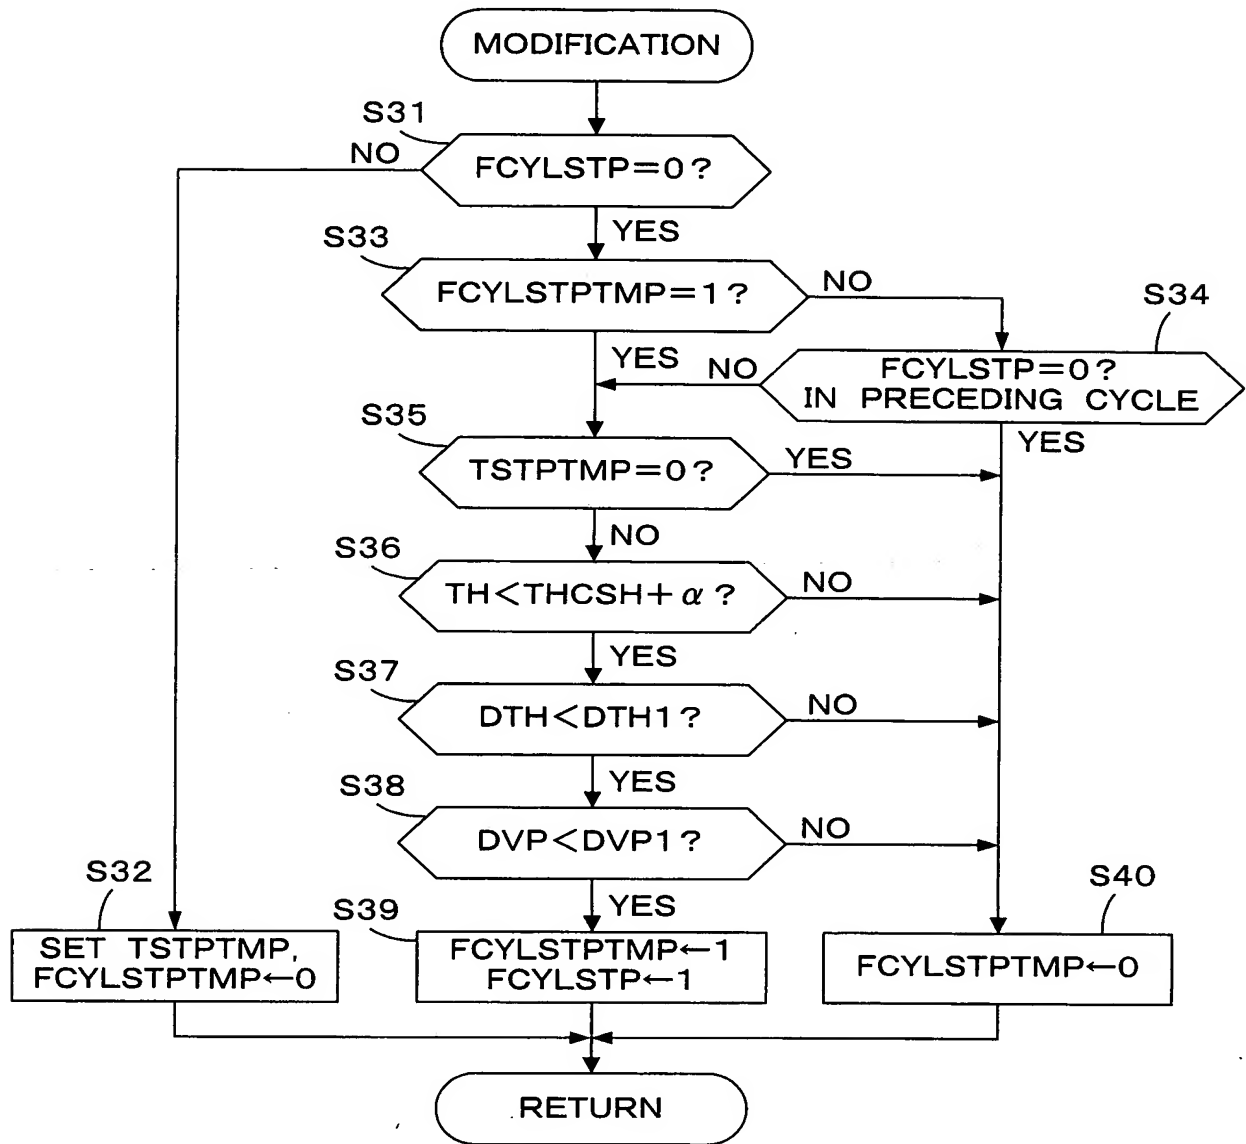 MODIFICATION
S31
NO
FCYLSTP=0?
YES
S33
FCYLSTPTMP=1?
NO
S34
YES
NO
FCYLSTP=0?
IN PRECEDING CYCLE
S35
YES
TSTPTMP=0?
YES
NO
S36
TH<THCSH+α?
NO
YES
S37
DTH<DTH1?
NO
YES
S38
DVP<DVP1?
NO
YES
S32
SET TSTPTMP,
FCYLSTPTMP←0
S39
FCYLSTPTMP←1
FCYLSTP←1
S40
FCYLSTPTMP←0
RETURN